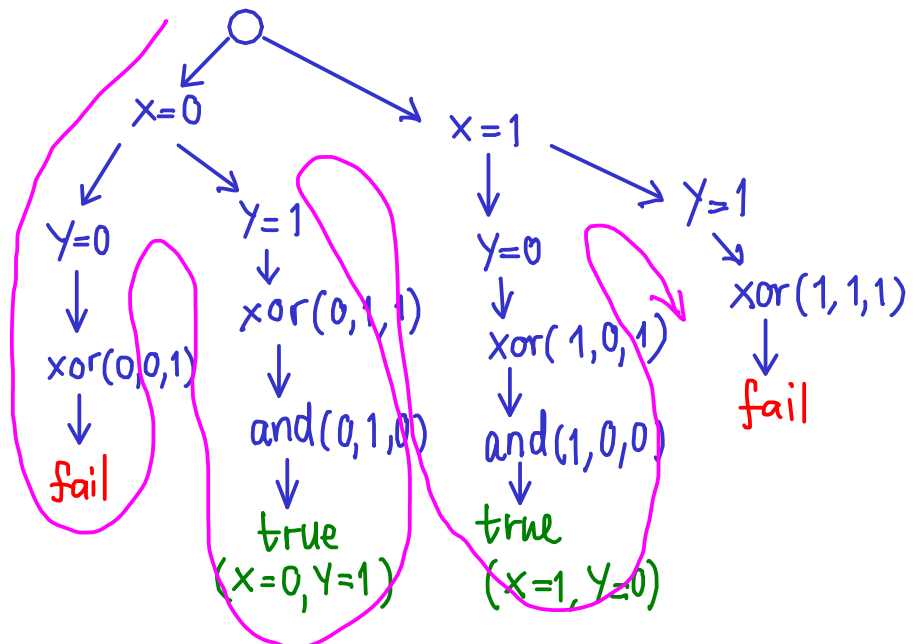 X=0
Y=0
xor(0,0,1)
fail
Y=1
xor(0,1,1)
and(0,1,0)
true
(X=0,Y=1)
X=1
Y=0
xor(1,0,1)
and(1,0,0)
true
(X=1,Y=0)
Y=1
xor(1,1,1)
fail